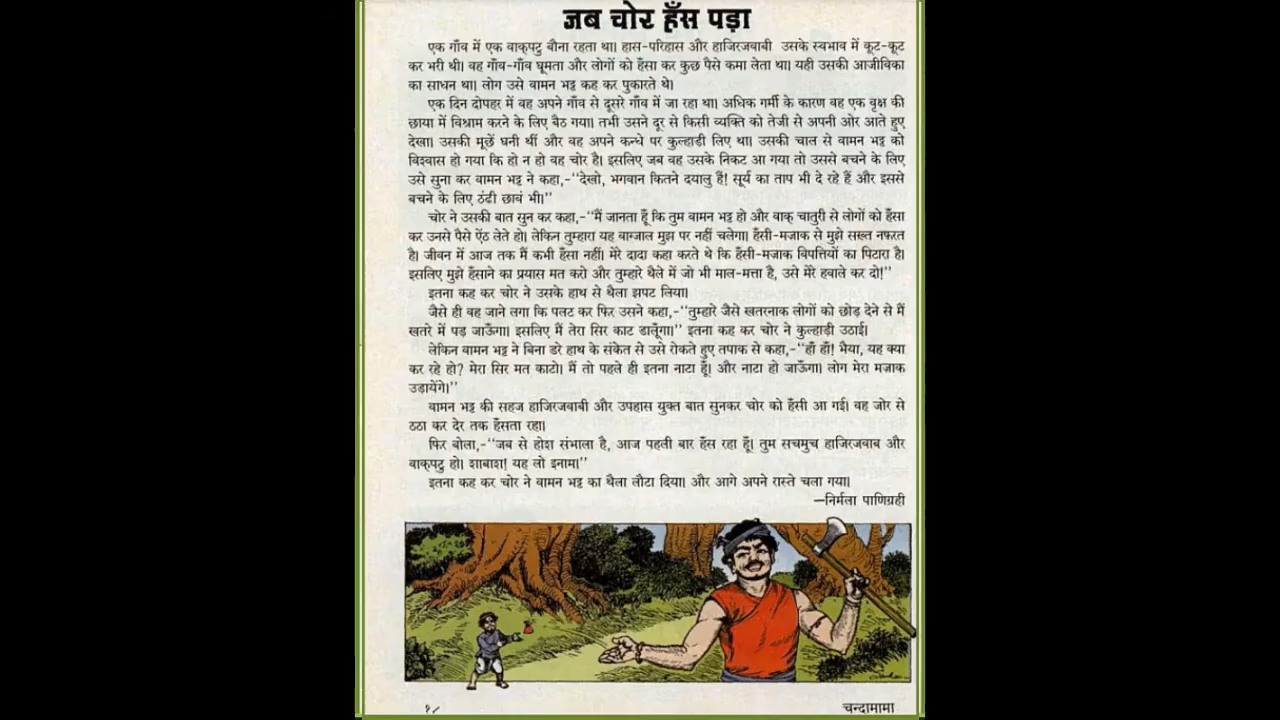 जब चोर हँस पड़ा
एक गाँव में एक वाक्‌पटु बौना रहता था। हास-परिहास और हाजिरजवाबी उसके स्वभाव में कूट-कूट
कर भरी थी। वह गाँव-गाँव घूमता और लोगों को हँसा कर कुछ पैसे कमा लेता था। यही उसकी आजीविका
का साधन था। लोग उसे वामन भट्ट कह कर पुकारते थे।
एक दिन दोपहर में वह अपने गाँव से दूसरे गाँव में जा रहा था। अधिक गर्मी के कारण वह एक वृक्ष की
छाया में विश्राम करने के लिए बैठ गया। तभी उसने दूर से किसी व्यक्ति को तेजी से अपनी ओर आते हुए
देखा। उसकी मूछें घनी थीं और वह अपने कन्धे पर कुल्हाड़ी लिए था। उसकी चाल से वामन भट्ट को
विश्वास हो गया कि हो न हो वह चोर है। इसलिए जब वह उसके निकट आ गया तो उससे बचने के लिए
उसे सुना कर वामन भट्ट ने कहा,-‘‘देखो, भगवान कितने दयालु हैं! सूर्य का ताप भी दे रहे हैं और इससे
बचने के लिए ठंढी छावं भी।’’
चोर ने उसकी बात सुन कर कहा,-‘‘मैं जानता हूँ कि तुम वामन भट्ट हो और वाक् चातुरी से लोगों को हँसा
कर उनसे पैसे ऐंठ लेते हो। लेकिन तुम्हारा यह वाग्जाल मुझ पर नहीं चलेगा। हँसी-मजाक से मुझे सख्त नफरत
है। जीवन में आज तक मैं कभी हँसा नहीं। मेरे दादा कहा करते थे कि हँसी-मजाक विपत्तियों का पिटारा है।
इसलिए मुझे हँसाने का प्रयास मत करो और तुम्हारे थैले में जो भी माल-मत्ता है, उसे मेरे हवाले कर दो!’’
इतना कह कर चोर ने उसके हाथ से थैला झपट लिया।
जैसे ही वह जाने लगा कि पलट कर फिर उसने कहा,-‘‘तुम्हारे जैसे खतरनाक लोगों को छोड़ देने से मैं
खतरे में पड़ जाऊँगा। इसलिए मैं तेरा सिर काट डालूँगा।’’ इतना कह कर चोर ने कुल्हाड़ी उठाई।
लेकिन वामन भट्ट ने बिना डरे हाथ के संकेत से उसे रोकते हुए तपाक से कहा,-‘‘हाँ हाँ! भैया, यह क्या
कर रहे हो? मेरा सिर मत काटो। मैं तो पहले ही इतना नाटा हूँ। और नाटा हो जाऊँगा। लोग मेरा मजाक
उड़ायेंगे।’’
वामन भट्ट की सहज हाजिरजवाबी और उपहास युक्त बात सुनकर चोर को हँसी आ गई। वह जोर से
ठठा कर देर तक हँसता रहा।
फिर बोला,-‘‘जब से होश संभाला है, आज पहली बार हँस रहा हूँ। तुम सचमुच हाजिरजवाब और
वाक्‌पटु हो। शाबाश! यह लो इनाम।’’
इतना कह कर चोर ने वामन भट्ट का थैला लौटा दिया। और आगे अपने रास्ते चला गया।
—निर्मला पाणिग्रही
चन्दामामा